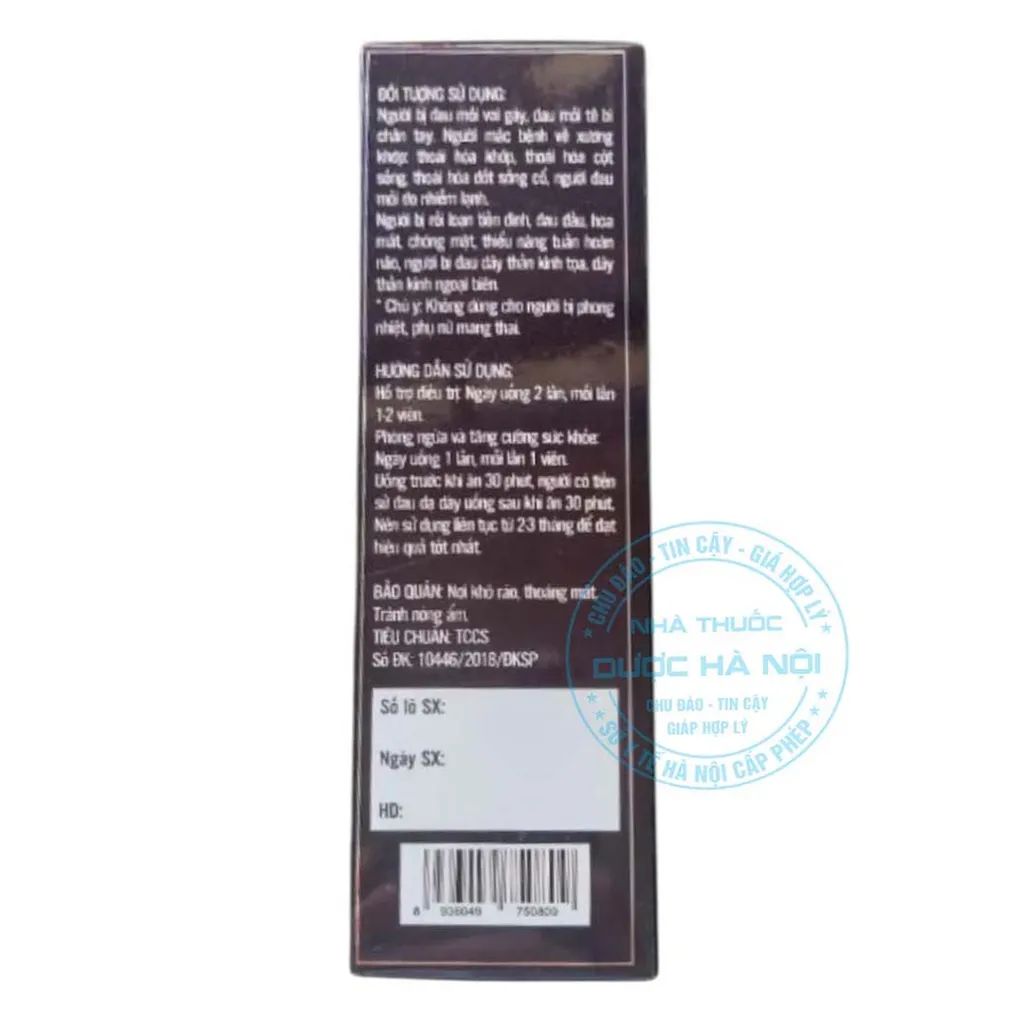 ĐỐI TƯỢNG SỬ DỤNG:
Người bị đau mỏi vai gáy, đau mỏi tê bì
chân tay. Người mắc bệnh về xương
khớp: thoái hóa khớp, thoái hóa cột
sống, thoái hóa đốt sống cổ, người đau
mỏi do nhiễm lạnh.
Người bị rối loạn tiền đình, đau đầu, hoa
mắt, chóng mặt, thiểu năng tuần hoàn
não, người bị đau dây thần kinh tọa, dây
thần kinh ngoại biên.
* Chú ý: Không dùng cho người bị phong
nhiệt, phụ nữ mang thai.
HƯỚNG DẪN SỬ DỤNG:
Hỗ trợ điều trị: Ngày uống 2 lần, mỗi lần
1-2 viên.
Phòng ngừa và tăng cường sức khỏe:
Ngày uống 1 lần, mỗi lần 1 viên.
Uống trước khi ăn 30 phút, người có tiền
sử đau dạ dày uống sau khi ăn 30 phút.
Nên sử dụng liên tục từ 2-3 tháng để đạt
hiệu quả tốt nhất.
BẢO QUẢN: Nơi khô ráo, thoáng mát.
Tránh nóng ẩm.
TIÊU CHUẨN: TCCS
Số ĐK: 10446/2018/ĐKSP
Số lô SX:
Ngày SX:
HD:
8 936049 750809
CHU ĐÁO - TIN CẬY - GIÁ HỢP LÝ
NHÀ THUỐC
DƯỢC HÀ NỘI
CHU ĐÁO - TIN CẬY
GIÁP HỢP LÝ
SỞ Y TẾ HÀ NỘI CẤP PHÉP